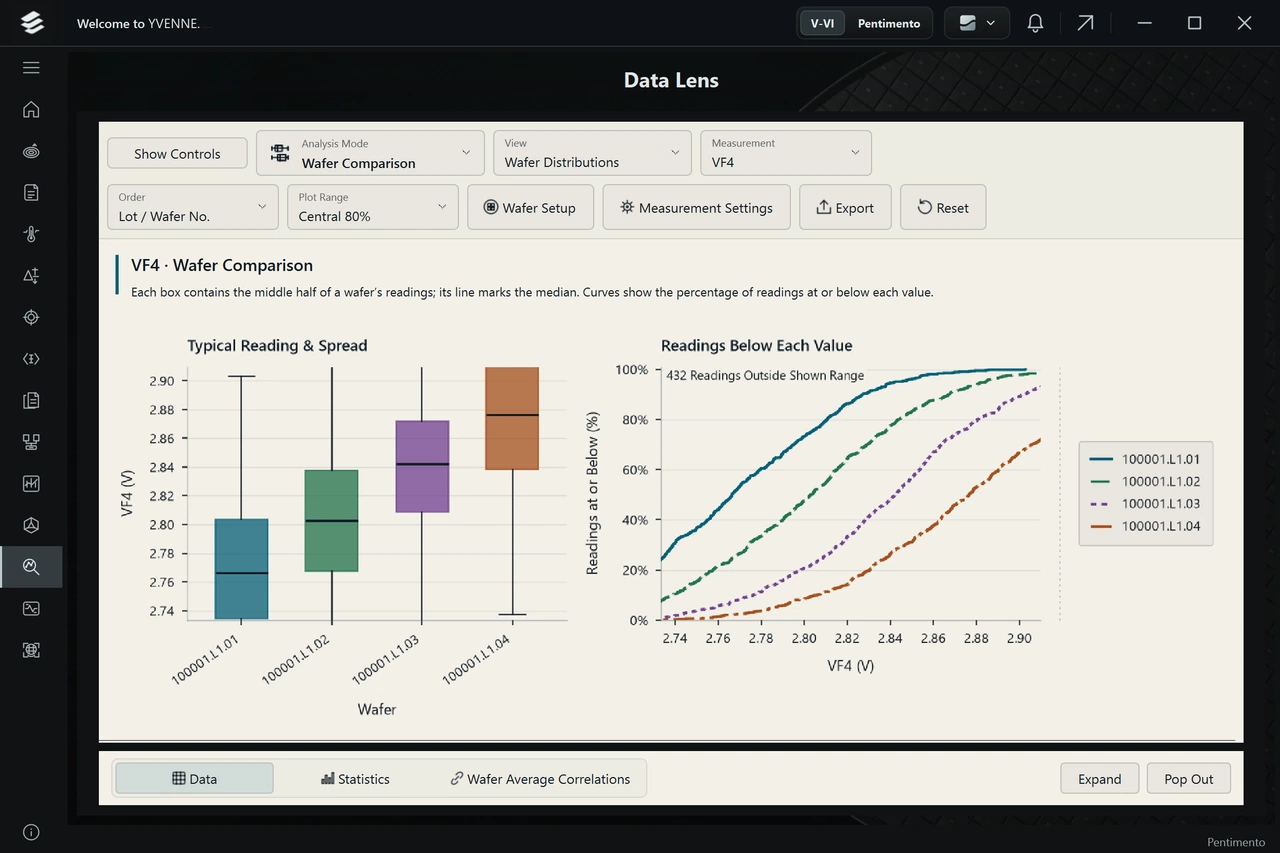 Welcome to YVENNE.
V-VI Pentimento
Data Lens
Show Controls
Analysis Mode
Wafer Comparison
View
Wafer Distributions
Measurement
VF4
Order
Lot / Wafer No.
Plot Range
Central 80%
Wafer Setup
Measurement Settings
Export
Reset
VF4 · Wafer Comparison
Each box contains the middle half of a wafer's readings; its line marks the median. Curves show the percentage of readings at or below each value.
Typical Reading & Spread
VF4 (V)
2.90
2.88
2.86
2.84
2.82
2.80
2.78
2.76
2.74
100001.L1.01
100001.L1.02
100001.L1.03
100001.L1.04
Wafer
Readings Below Each Value
432 Readings Outside Shown Range
Readings at or Below (%)
100%
80%
60%
40%
20%
0%
2.74 2.76 2.78 2.80 2.82 2.84 2.86 2.88 2.90
VF4 (V)
100001.L1.01
100001.L1.02
100001.L1.03
100001.L1.04
Data
Statistics
Wafer Average Correlations
Expand
Pop Out
Pentimento